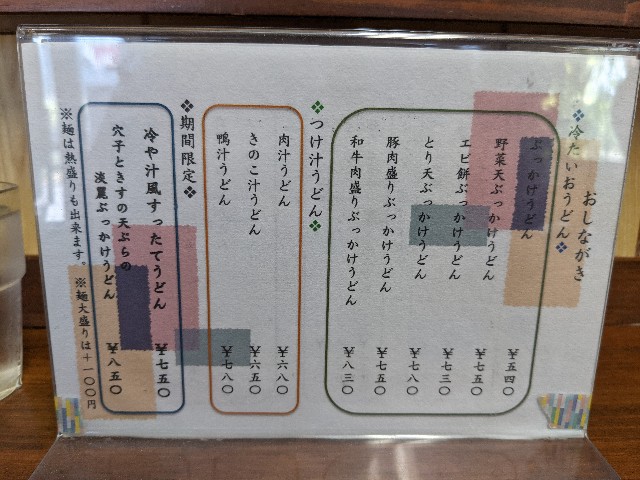 おしながき
❖冷たいおうどん❖
ぶっかけうどん ¥五四〇
野菜天ぶっかけうどん ¥七五〇
エビ餅ぶっかけうどん ¥七三〇
とり天ぶっかけうどん ¥七八〇
豚肉盛りぶっかけうどん ¥七五〇
和牛肉盛りぶっかけうどん ¥八三〇
❖つけ汁うどん❖
肉汁うどん ¥六八〇
きのこ汁うどん ¥六五〇
鴨汁うどん ¥七八〇
❖期間限定❖
冷や汁風すったてうどん ¥七五〇
穴子ときすの天ぷらの
淡麗ぶっかけうどん ¥八五〇
※麺は熱盛りも出来ます。※麺大盛りは＋一〇〇円